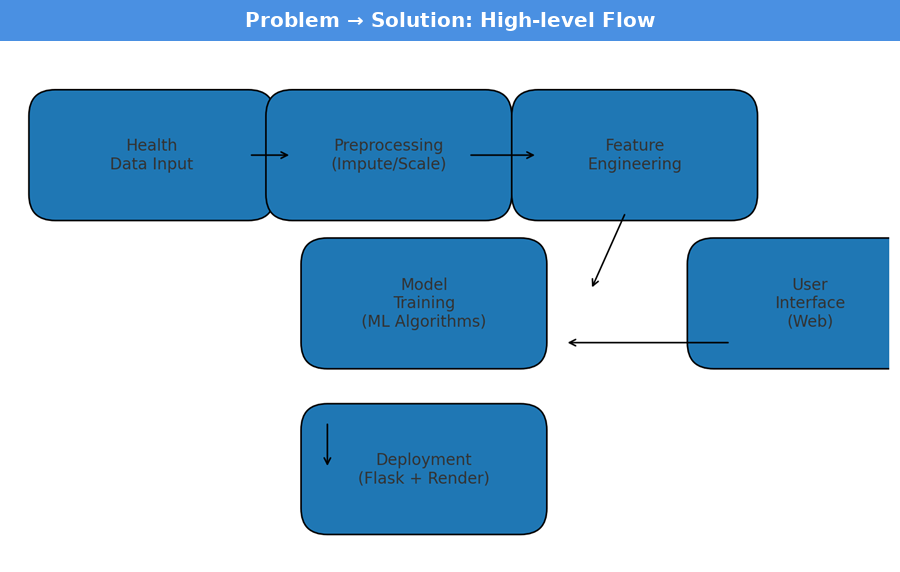 Problem → Solution: High-level Flow
Health
Data Input
Preprocessing
(Impute/Scale)
Feature
Engineering
Model
Training
(ML Algorithms)
User
Interface
(Web)
Deployment
(Flask + Render)